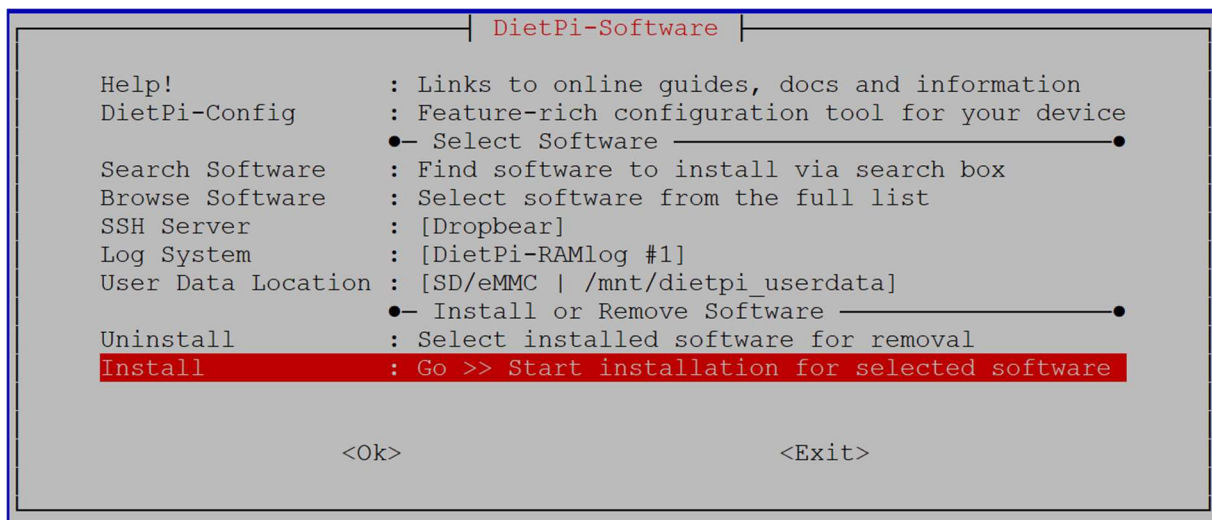 DietPi-Software
Help! : Links to online guides, docs and information
DietPi-Config : Feature-rich configuration tool for your device
●─ Select Software ─●
Search Software : Find software to install via search box
Browse Software : Select software from the full list
SSH Server : [Dropbear]
Log System : [DietPi-RAMlog #1]
User Data Location : [SD/eMMC | /mnt/dietpi_userdata]
●─ Install or Remove Software ─●
Uninstall : Select installed software for removal
Install : Go >> Start installation for selected software
<Ok> <Exit>